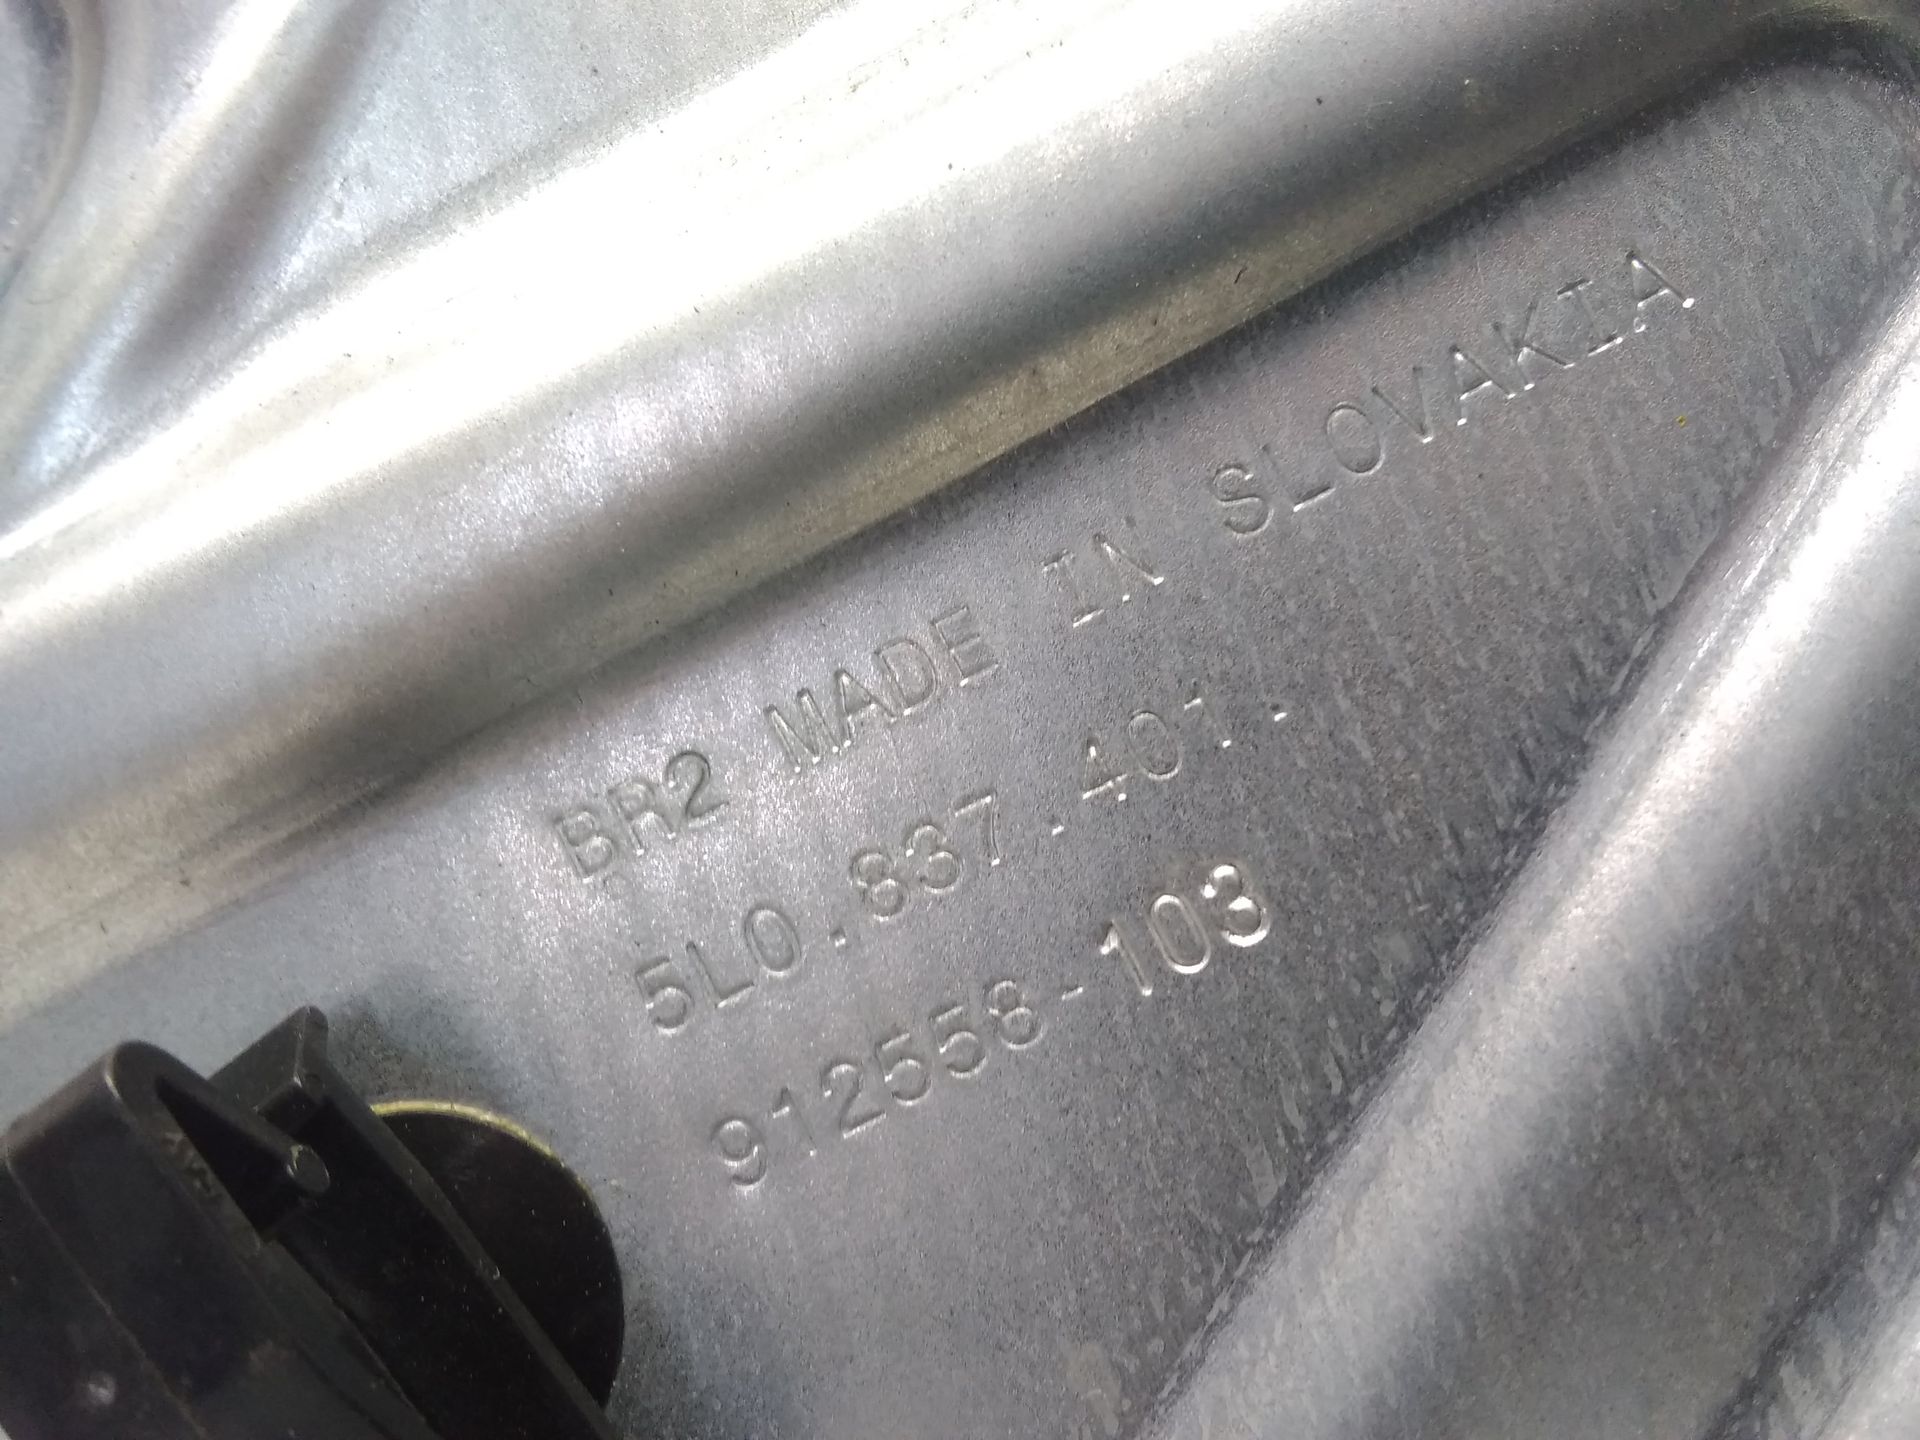 BR2 MADE IN SLOVAKIA
5L0.837.401.
912558-103